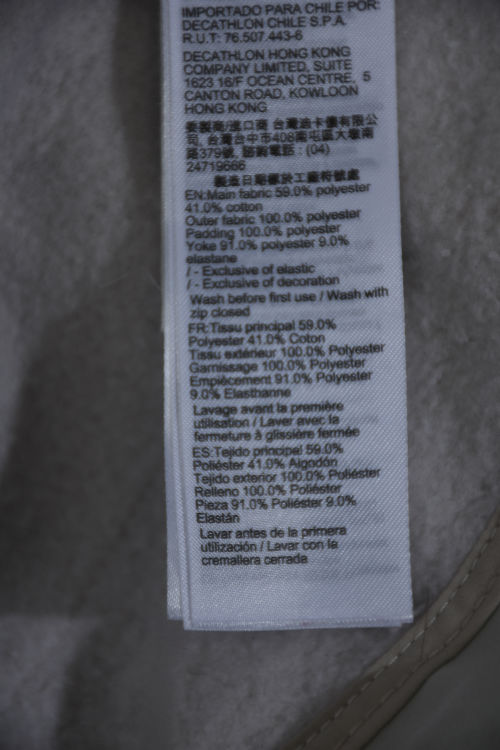 IMPORTADO PARA CHILE POR:
DECATHLON CHILE S.P.A.
R.U.T: 76.507.443-6
DECATHLON HONG KONG
COMPANY LIMITED, SUITE
1623 16/F OCEAN CENTRE, 5
CANTON ROAD, KOWLOON
HONG KONG
委製商/進口商 台灣迪卡儂有限公
司, 台灣台中市408南屯區大墩南
路379號, 諮詢電話 : (04)
24719666
製造日期標於工廠符號處
EN:Main fabric 59.0% polyester
41.0% cotton
Outer fabric 100.0% polyester
Padding 100.0% polyester
Yoke 91.0% polyester 9.0%
elastane
/ - Exclusive of elastic
/ - Exclusive of decoration
Wash before first use / Wash with
zip closed
FR:Tissu principal 59.0%
Polyester 41.0% Coton
Tissu extérieur 100.0% Polyester
Garnissage 100.0% Polyester
Empiècement 91.0% Polyester
9.0% Elasthanne
Lavage avant la première
utilisation / Laver avec la
fermeture à glissière fermée
ES:Tejido principal 59.0%
Poliéster 41.0% Algodón
Tejido exterior 100.0% Poliéster
Relleno 100.0% Poliéster
Pieza 91.0% Poliéster 9.0%
Elastán
Lavar antes de la primera
utilización / Lavar con la
cremallera cerrada